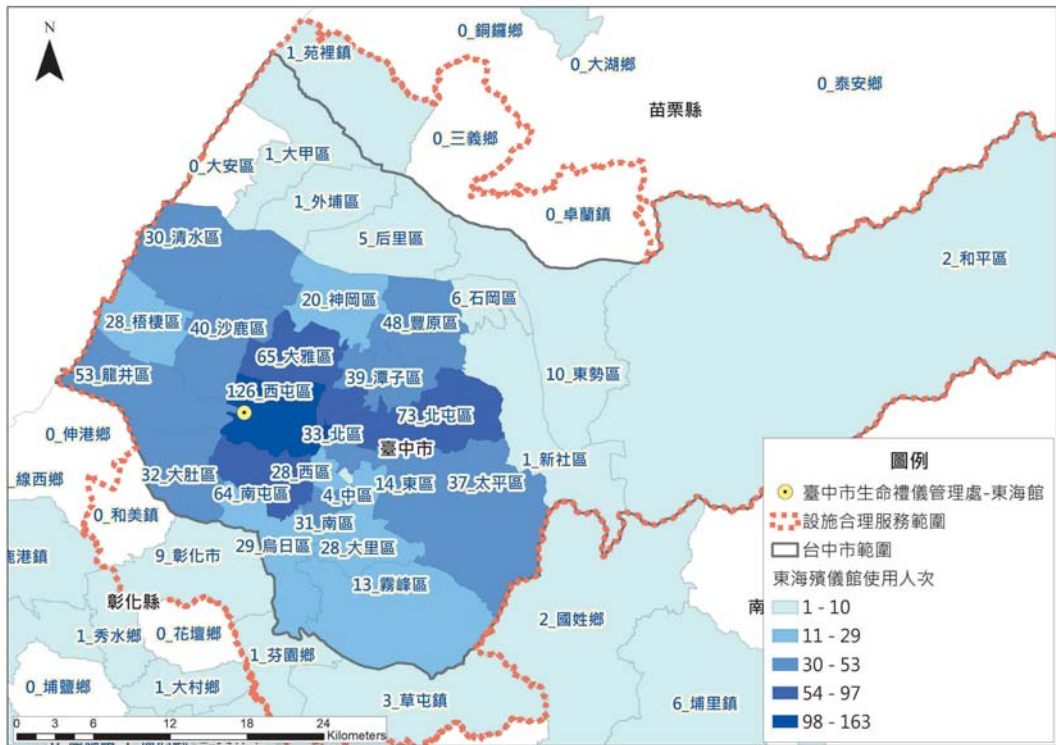 N
1_苑裡鎮
0_銅鑼鄉
0_大湖鄉
0_泰安鄉
苗栗縣
0_三義鄉
1_大甲區
0_大安區
1_外埔區
0_卓蘭鎮
30_清水區
5_后里區
2_和平區
20_神岡區
6_石岡區
28_梧棲區
40_沙鹿區
48_豐原區
65_大雅區
53_龍井區
39_潭子區
10_東勢區
126_西屯區
73_北屯區
33_北區
0_伸港鄉
臺中市
1_新社區
_線西鄉
32_大肚區
28_西區
14_東區
37_太平區
64_南屯區
4_中區
0_和美鎮
31_南區
29_烏日區
28_大里區
鹿港鎮
9_彰化市
13_霧峰區
彰化縣
2_國姓鄉
南
1_秀水鄉
0_花壇鄉
1_芬園鄉
0_埔鹽鄉
1_大村鄉
3_草屯鎮
6_埔里鎮
0 3 6 12 18 24
Kilometers
圖例
臺中市生命禮儀管理處-東海館
設施合理服務範圍
台中市範圍
東海殯儀館使用人次
1 - 10
11 - 29
30 - 53
54 - 97
98 - 163